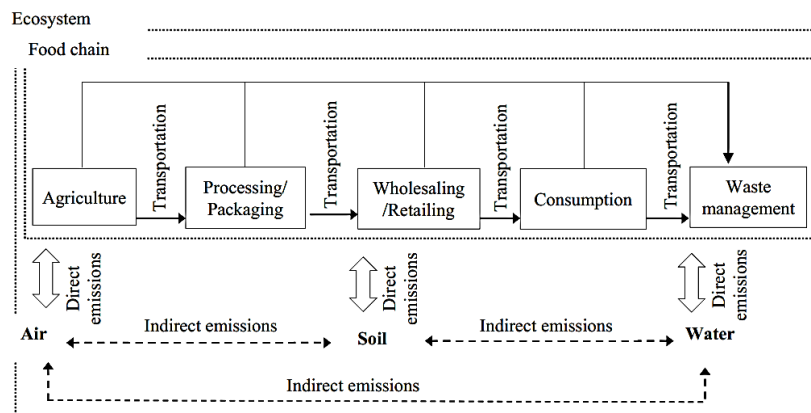 Ecosystem
Food chain
Transportation
Transportation
Transportation
Transportation
Agriculture
Processing/
Packaging
Wholesaling
/Retailing
Consumption
Waste
management
Direct
emissions
Direct
emissions
Direct
emissions
Air
Indirect emissions
Soil
Indirect emissions
Water
Indirect emissions